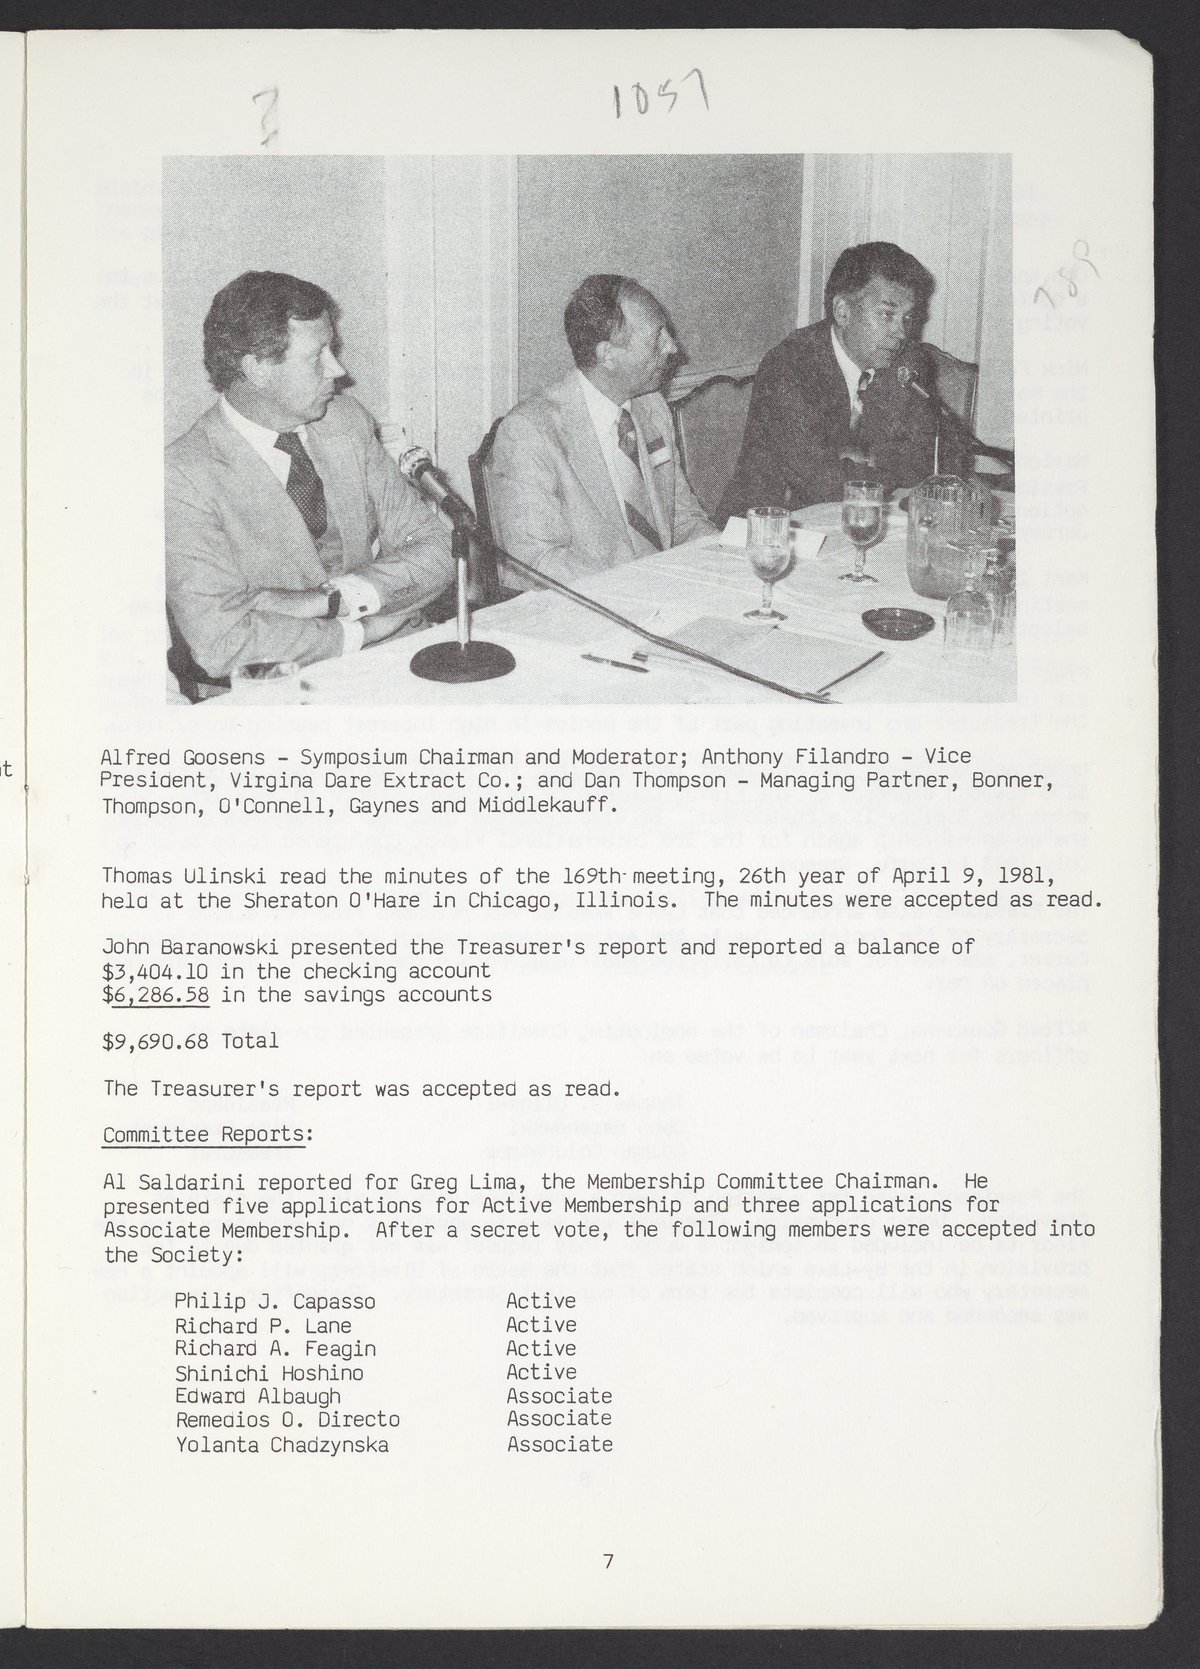 1057
789
Alfred Goosens - Symposium Chairman and Moderator; Anthony Filandro - Vice
President, Virgina Dare Extract Co.; and Dan Thompson - Managing Partner, Bonner,
Thompson, O'Connell, Gaynes and Middlekauff.
Thomas Ulinski read the minutes of the 169th meeting, 26th year of April 9, 1981,
held at the Sheraton O'Hare in Chicago, Illinois.  The minutes were accepted as read.
John Baranowski presented the Treasurer's report and reported a balance of
$3,404.10 in the checking account
$6,286.58 in the savings accounts
$9,690.68 Total
The Treasurer's report was accepted as read.
Committee Reports:
Al Saldarini reported for Greg Lima, the Membership Committee Chairman.  He
presented five applications for Active Membership and three applications for
Associate Membership.  After a secret vote, the following members were accepted into
the Society:
Philip J. Capasso Active
Richard P. Lane Active
Richard A. Feagin Active
Shinichi Hoshino Active
Edward Albaugh Associate
Remedios O. Directo Associate
Yolanta Chadzynska Associate
7